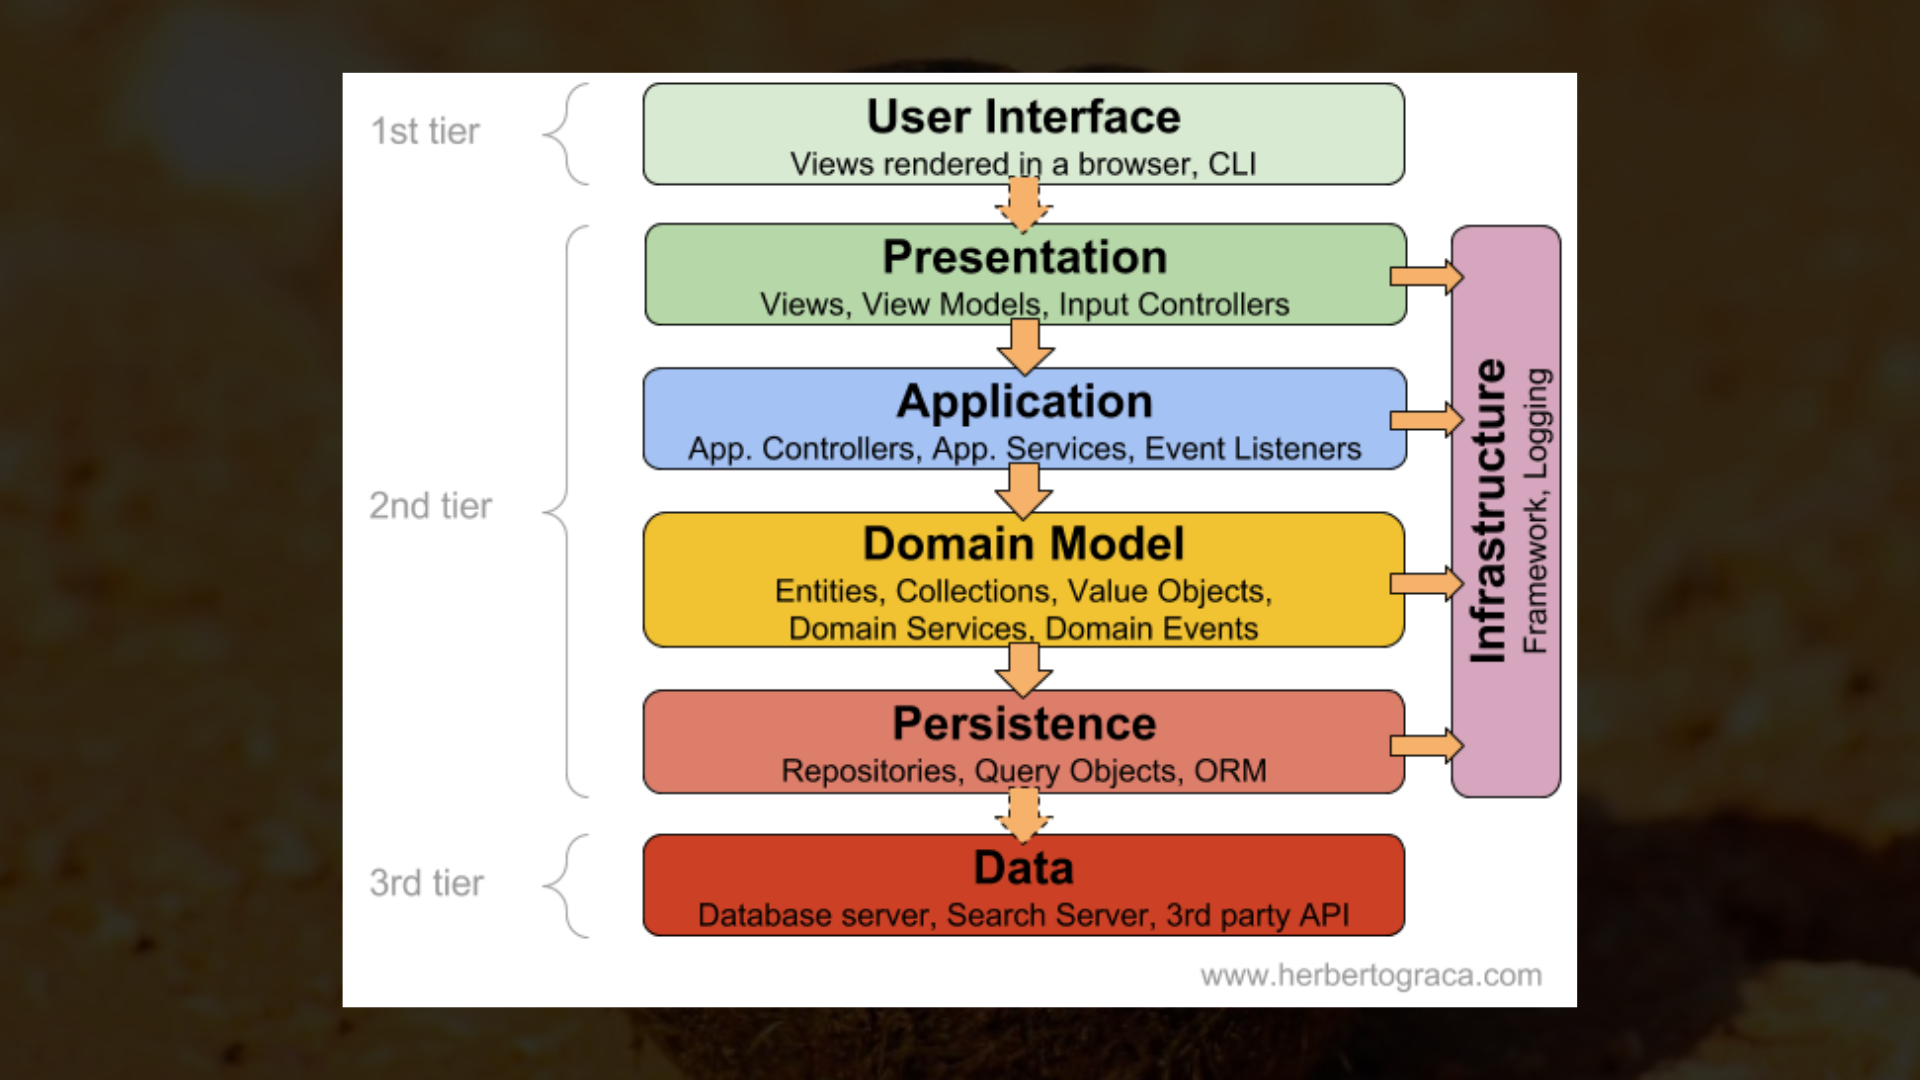 1st tier
User Interface
Views rendered in a browser, CLI
2nd tier
Presentation
Views, View Models, Input Controllers
Application
App. Controllers, App. Services, Event Listeners
Domain Model
Entities, Collections, Value Objects,
Domain Services, Domain Events
Persistence
Repositories, Query Objects, ORM
Infrastructure
Framework, Logging
3rd tier
Data
Database server, Search Server, 3rd party API
www.herbertograca.com